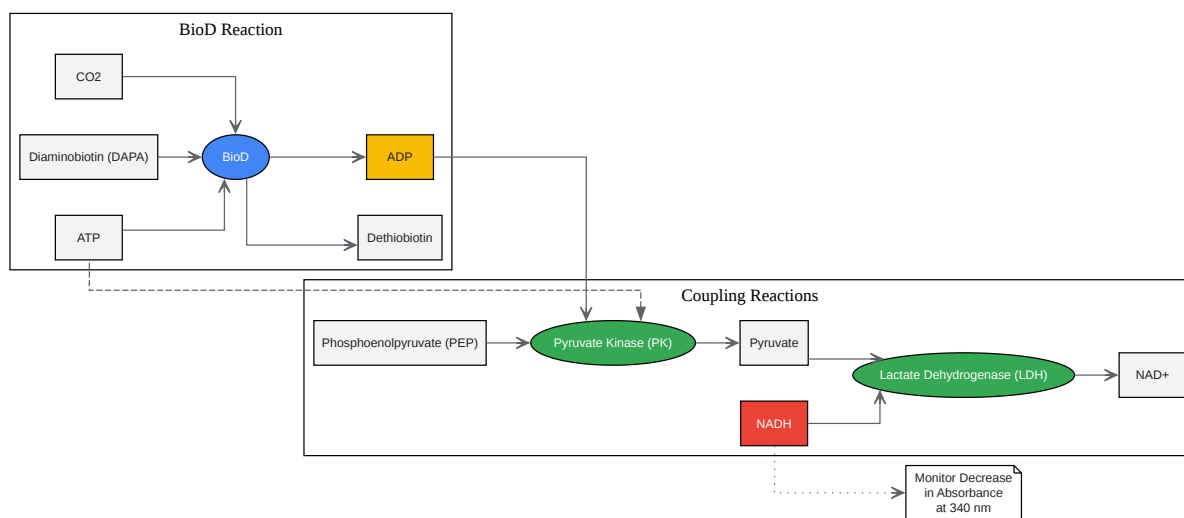 BioD Reaction
CO2
Diaminobiotin (DAPA)
BioD
ADP
ATP
Dethiobiotin
Coupling Reactions
Phosphoenolpyruvate (PEP)
Pyruvate Kinase (PK)
Pyruvate
Lactate Dehydrogenase (LDH)
NAD+
NADH
Monitor Decrease
in Absorbance
at 340 nm